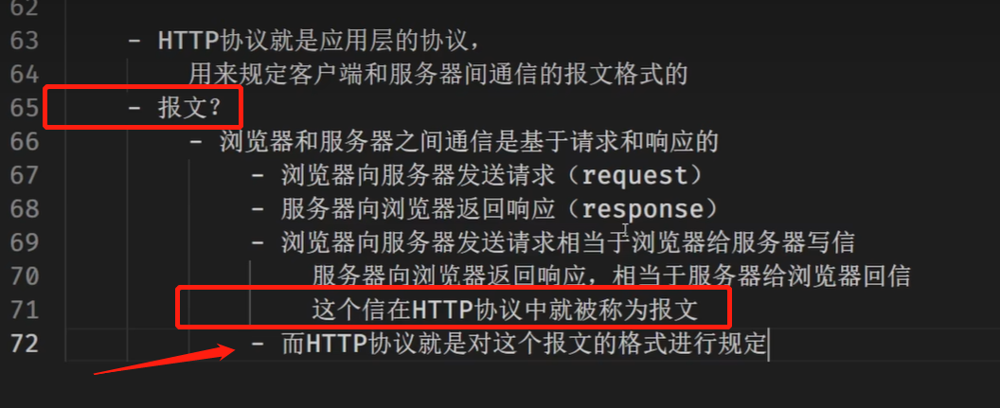 62
63 - HTTP协议就是应用层的协议,
64 用来规定客户端和服务器间通信的报文格式的
65 - 报文?
66 - 浏览器和服务器之间通信是基于请求和响应的
67 - 浏览器向服务器发送请求（request）
68 - 服务器向浏览器返回响应（response）
69 - 浏览器向服务器发送请求相当于浏览器给服务器写信
70 服务器向浏览器返回响应，相当于服务器给浏览器回信
71 这个信在HTTP协议中就被称为报文
72 - 而HTTP协议就是对这个报文的格式进行规定